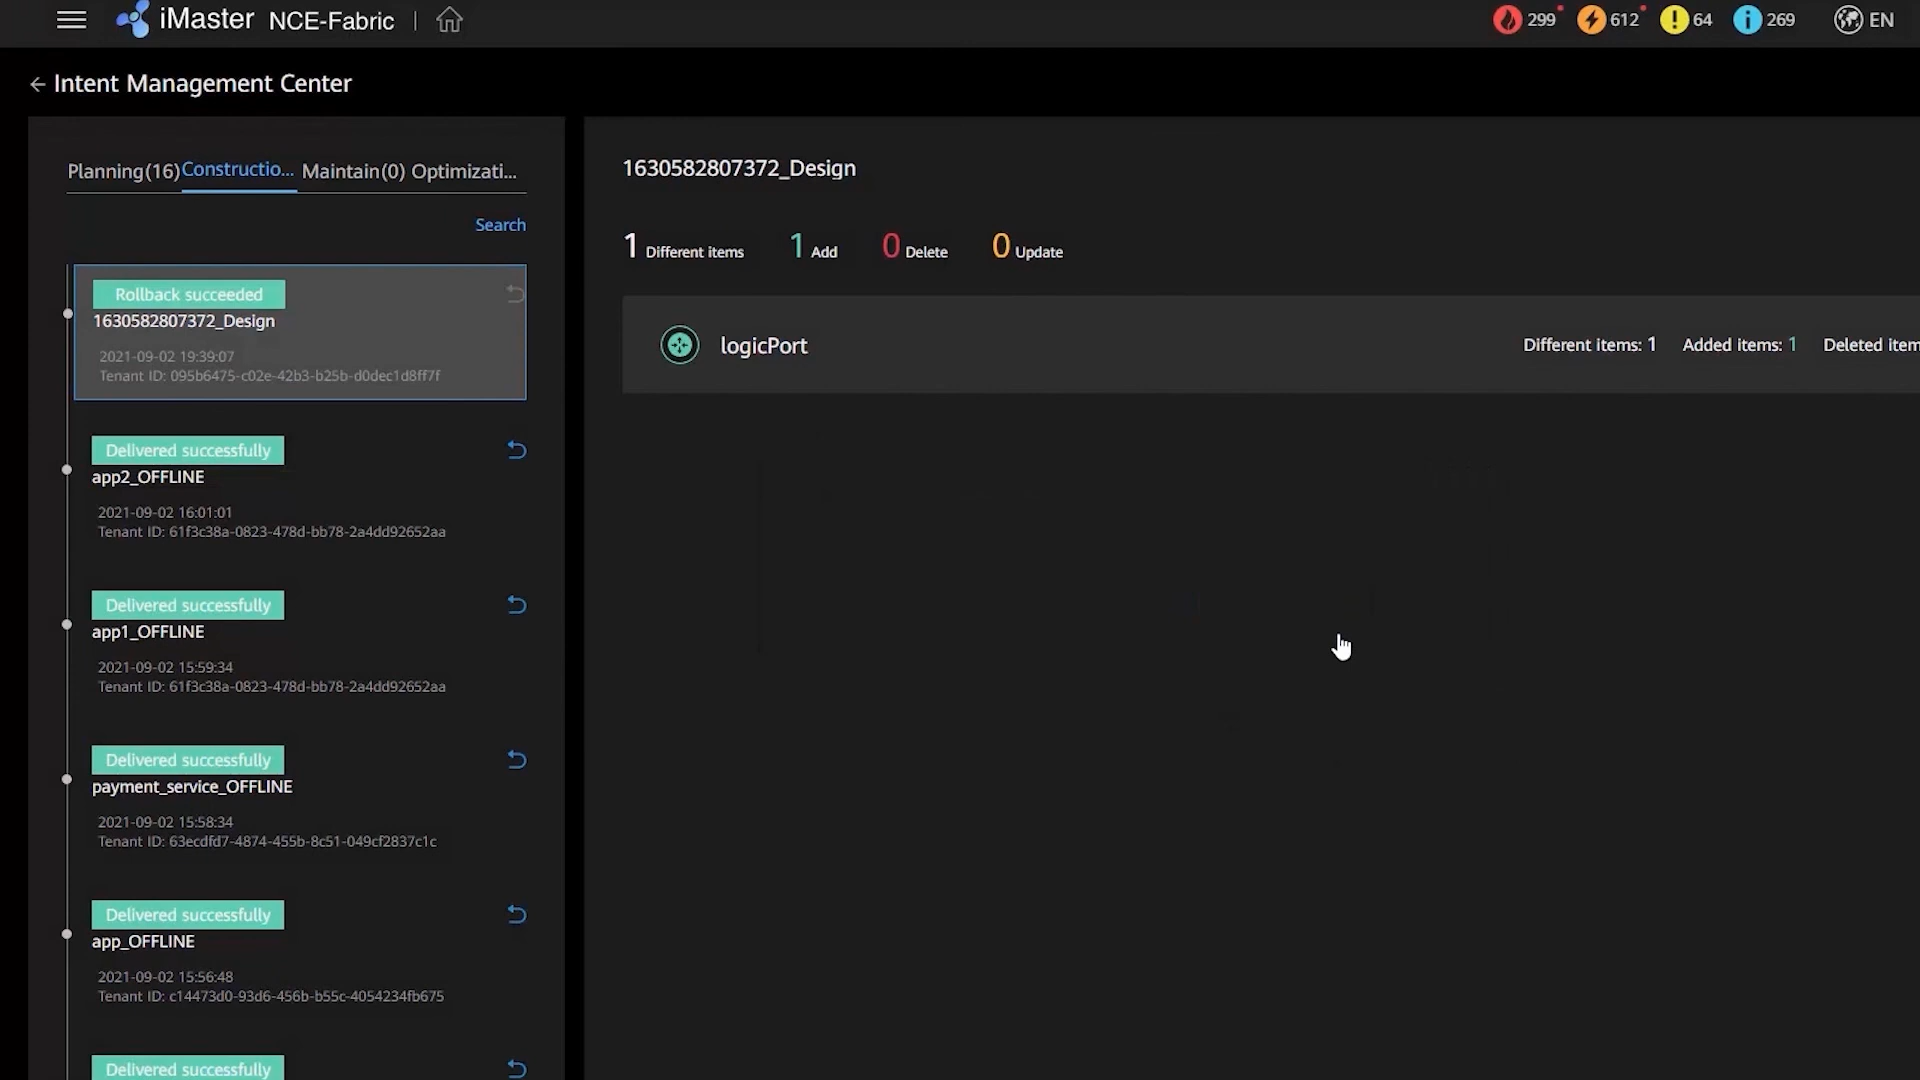 iMaster NCE-Fabric
299 612 64 269 EN
Intent Management Center
Planning(16) Constructio... Maintain(0) Optimizati...
Search
Rollback succeeded
1630582807372_Design
2021-09-02 19:39:07
Tenant ID: 095b6475-c02e-42b3-b25b-d0dec1d8ff7f
Delivered successfully
app2_OFFLINE
2021-09-02 16:01:01
Tenant ID: 61f3c38a-0823-478d-bb78-2a4dd92652aa
Delivered successfully
app1_OFFLINE
2021-09-02 15:59:34
Tenant ID: 61f3c38a-0823-478d-bb78-2a4dd92652aa
Delivered successfully
payment_service_OFFLINE
2021-09-02 15:58:34
Tenant ID: 63ecdfd7-4874-455b-8c51-049cf2837c1c
Delivered successfully
app_OFFLINE
2021-09-02 15:56:48
Tenant ID: c14473d0-93d6-456b-b55c-4054234fb675
Delivered successfully
1630582807372_Design
1 Different items 1 Add 0 Delete 0 Update
logicPort Different items: 1 Added items: 1 Deleted item